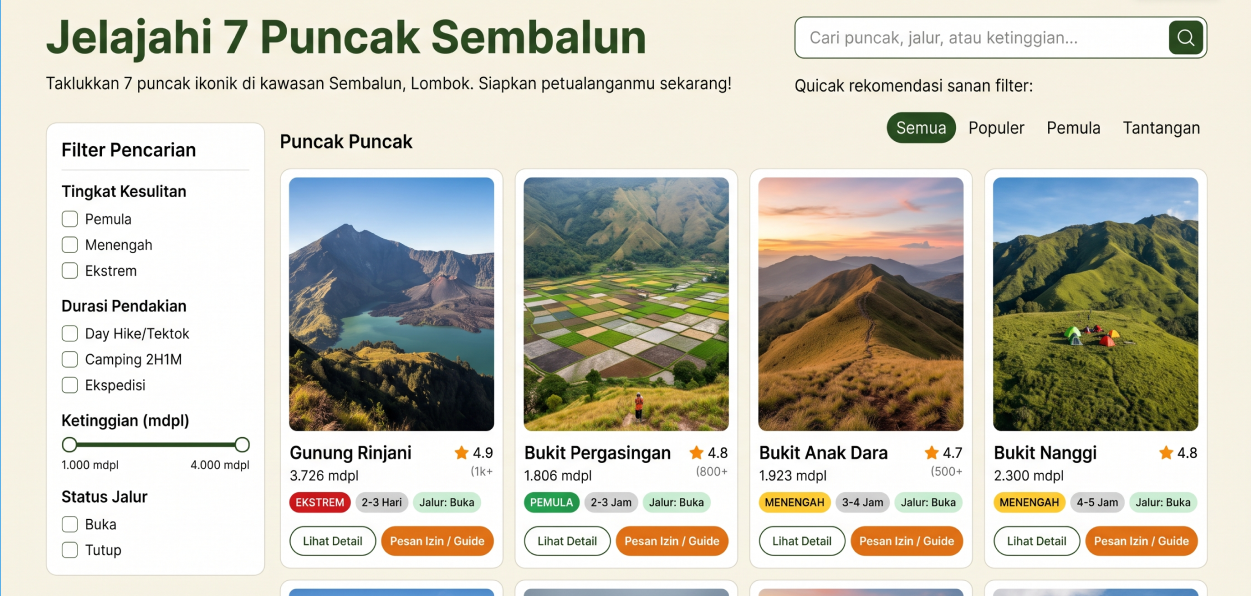 Jelajahi 7 Puncak Sembalun
Taklukkan 7 puncak ikonik di kawasan Sembalun, Lombok. Siapkan petualanganmu sekarang!
Cari puncak, jalur, atau ketinggian...
Quicak rekomendasi sanan filter:
Semua Populer Pemula Tantangan
Filter Pencarian
Tingkat Kesulitan
Pemula
Menengah
Ekstrem
Durasi Pendakian
Day Hike/Tektok
Camping 2H1M
Ekspedisi
Ketinggian (mdpl)
1.000 mdpl 4.000 mdpl
Status Jalur
Buka
Tutup
Puncak Puncak
Gunung Rinjani 4.9
3.726 mdpl (1k+
EKSTREM 2-3 Hari Jalur: Buka
Lihat Detail Pesan Izin / Guide
Bukit Pergasingan 4.8
1.806 mdpl (800+
PEMULA 2-3 Jam Jalur: Buka
Lihat Detail Pesan Izin / Guide
Bukit Anak Dara 4.7
1.923 mdpl (500+
MENENGAH 3-4 Jam Jalur: Buka
Lihat Detail Pesan Izin / Guide
Bukit Nanggi 4.8
2.300 mdpl
MENENGAH 4-5 Jam Jalur: Buka
Lihat Detail Pesan Izin / Guide